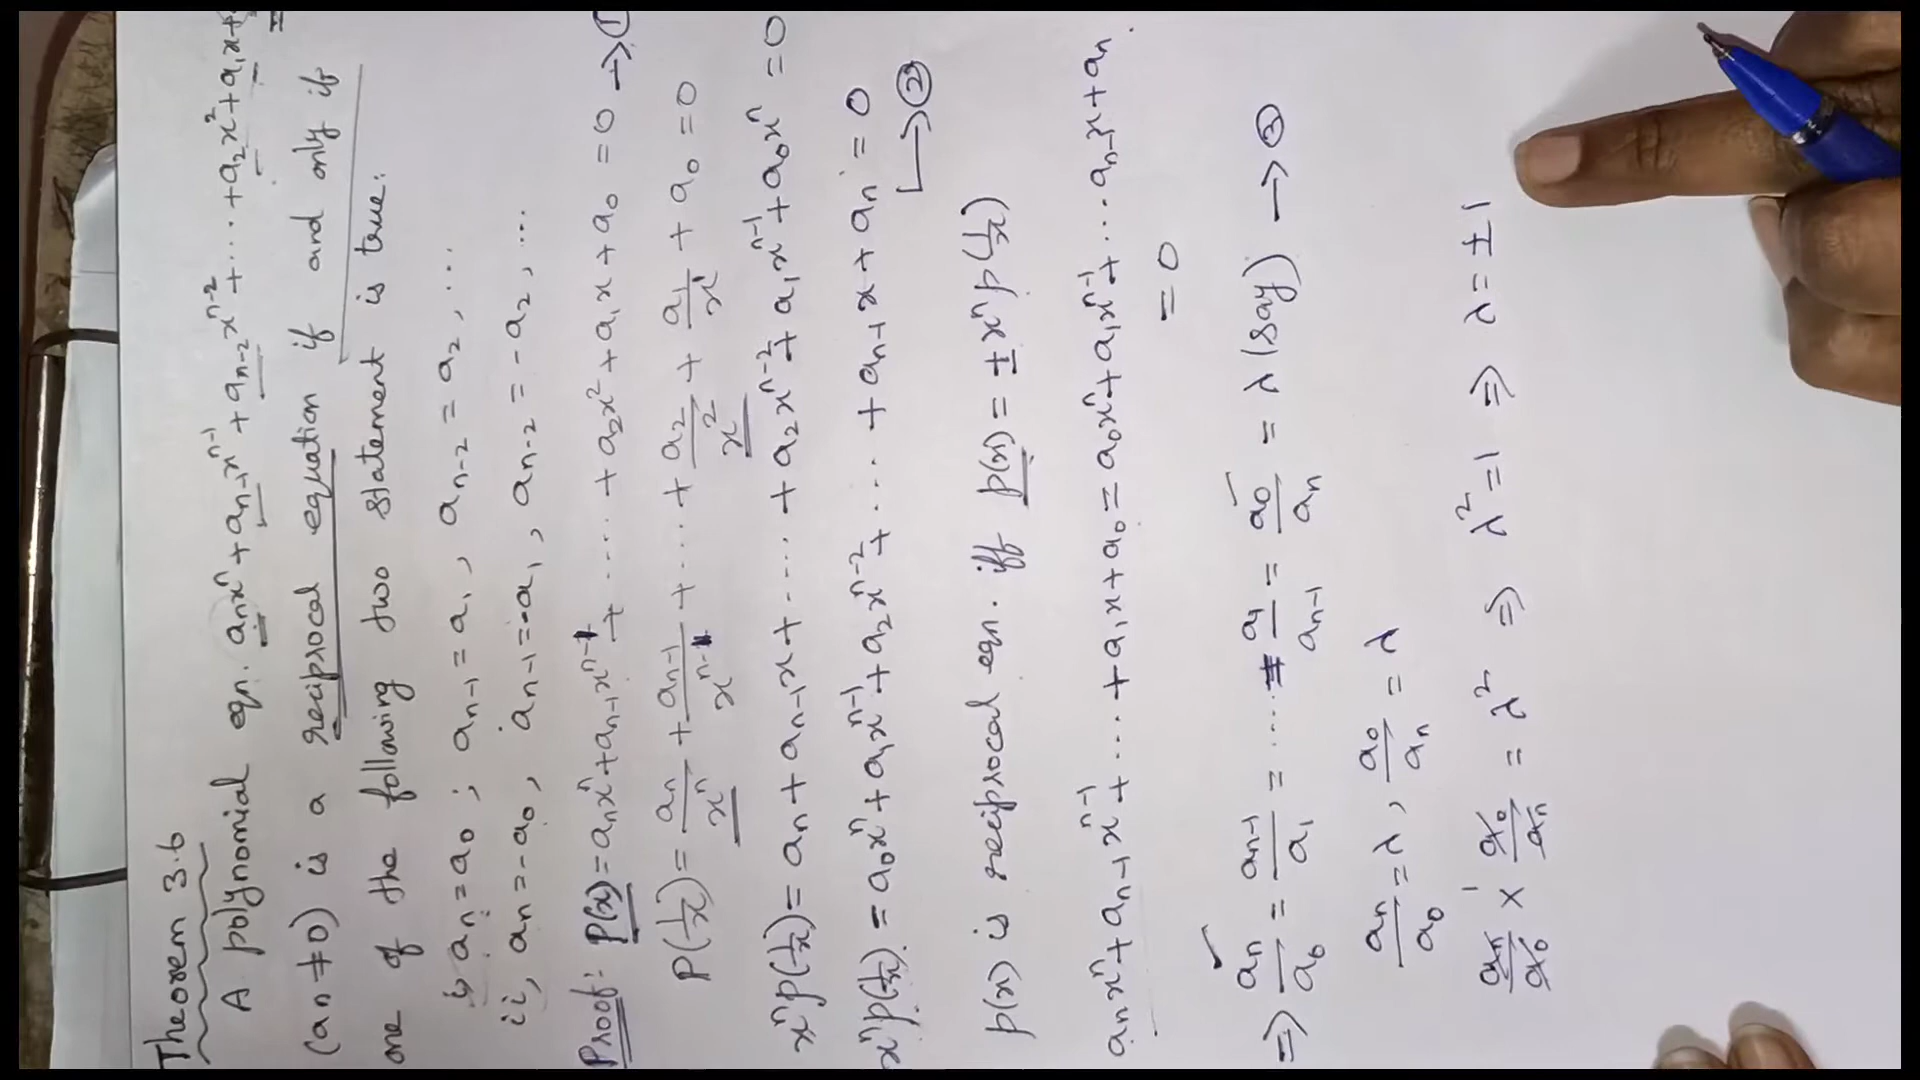 Theorem 3.6
A polynomial eqn. aₙxⁿ + aₙ₋₁xⁿ⁻¹ + aₙ₋₂xⁿ⁻² + ... + a₂x² + a₁x +
(aₙ ≠ 0) is a reciprocal equation if and only if
one of the following two statement is true:
i, aₙ = a₀ ; aₙ₋₁ = a₁ , aₙ₋₂ = a₂ , ...
ii, aₙ = -a₀ , aₙ₋₁ = -a₁ , aₙ₋₂ = -a₂ , ...
Proof: P(x) = aₙxⁿ + aₙ₋₁xⁿ⁻¹ + ..... + a₂x² + a₁x + a₀ = 0 → ①
P(1/x) = aₙ/xⁿ + aₙ₋₁/xⁿ⁻¹ + .... + a₂/x² + a₁/x + a₀ = 0
xⁿp(1/x) = aₙ + aₙ₋₁x + .... + a₂xⁿ⁻² + a₁xⁿ⁻¹ + a₀xⁿ = 0
xⁿp(1/x) = a₀xⁿ + a₁xⁿ⁻¹ + a₂xⁿ⁻² + ... + aₙ₋₁x + aₙ = 0
→ ②
p(x) is reciprocal eqn. iff p(x) = ± xⁿp(1/x)
aₙxⁿ + aₙ₋₁xⁿ⁻¹ + ... + a₁x + a₀ = a₀xⁿ + a₁xⁿ⁻¹ + ... aₙ₋₁x + aₙ.
= 0
⇒ aₙ/a₀ = aₙ₋₁/a₁ = .... = a₁/aₙ₋₁ = a₀/aₙ = λ (say) → ③
aₙ/a₀ = λ , a₀/aₙ = λ
aₙ/a₀ × a₀/aₙ = λ² ⇒ λ² = 1 ⇒ λ = ± 1